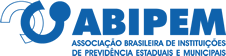 ABIPEM
ASSOCIAÇÃO BRASILEIRA DE INSTITUIÇÕES
DE PREVIDÊNCIA ESTADUAIS E MUNICIPAIS